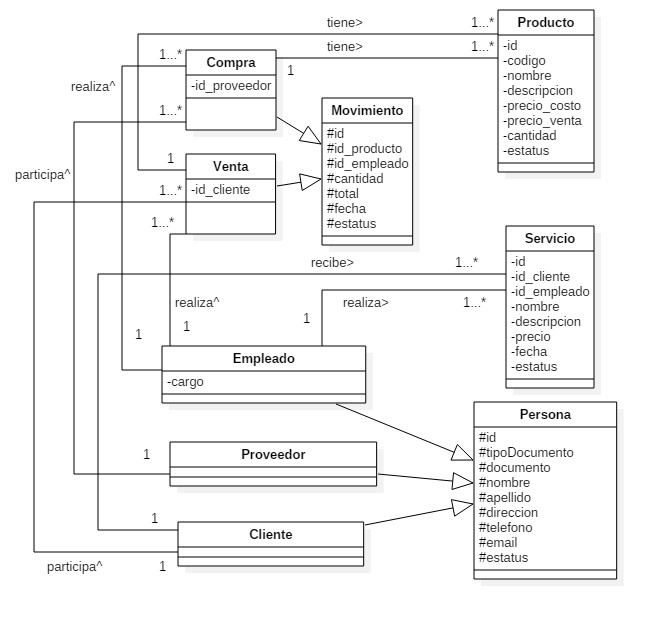 tiene>
1...*
Producto
-id
-codigo
-nombre
-descripcion
-precio_costo
-precio_venta
-cantidad
-estatus
tiene>
1...*
1
1...*
Compra
-id_proveedor
realiza^
1...*
Movimiento
#id
#id_producto
#id_empleado
#cantidad
#total
#fecha
#estatus
1
Venta
-id_cliente
participa^
1...*
1...*
Servicio
-id
-id_cliente
-id_empleado
-nombre
-descripcion
-precio
-fecha
-estatus
recibe>
1...*
realiza^
1
realiza>
1...*
1
1
Empleado
-cargo
Persona
#id
#tipoDocumento
#documento
#nombre
#apellido
#direccion
#telefono
#email
#estatus
1
Proveedor
1
Cliente
participa^
1